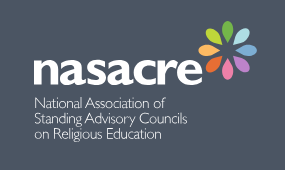 nasacre
National Association of
Standing Advisory Councils
on Religious Education